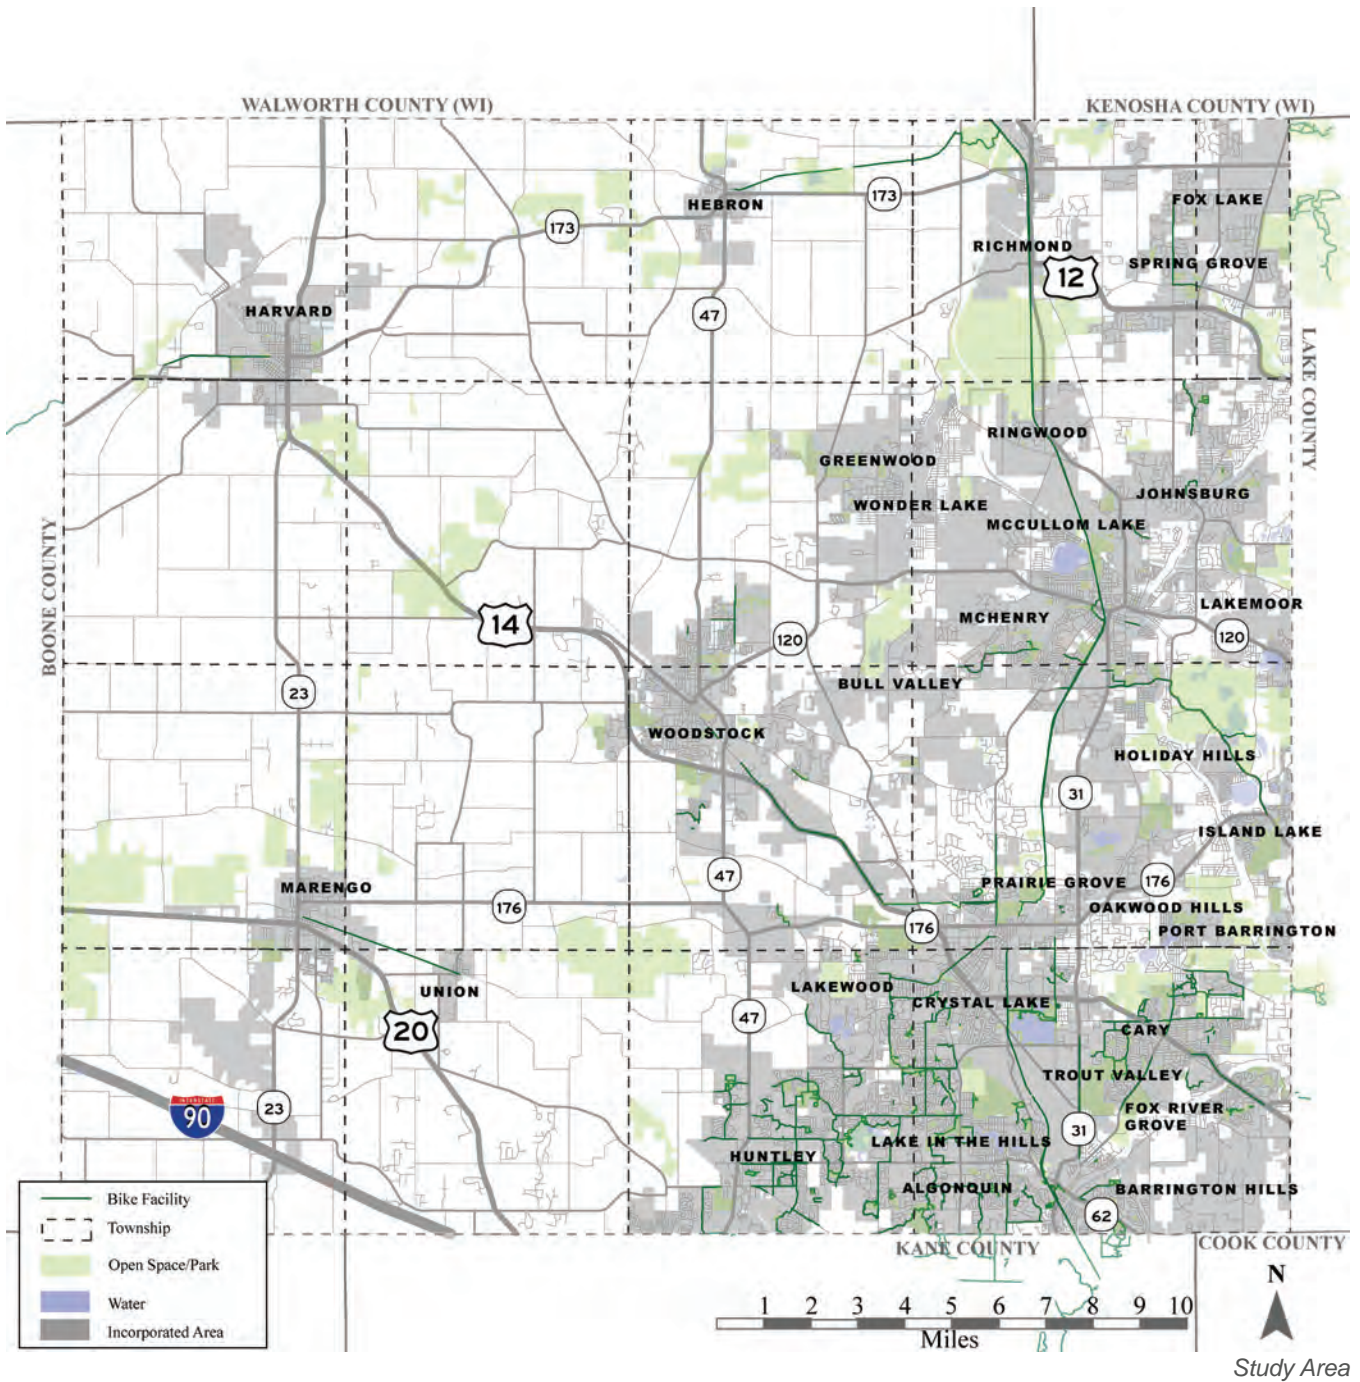 WALWORTH COUNTY (WI)
KENOSHA COUNTY (WI)
173
HEBRON
173
FOX LAKE
RICHMOND
SPRING GROVE
12
HARVARD
47
LAKE COUNTY
RINGWOOD
GREENWOOD
JOHNSBURG
WONDER LAKE
MCCULLOM LAKE
BOONE COUNTY
LAKEMOOR
14
MCHENRY
120
120
BULL VALLEY
23
WOODSTOCK
HOLIDAY HILLS
31
ISLAND LAKE
47
PRAIRIE GROVE
176
MARENGO
176
OAKWOOD HILLS
176
PORT BARRINGTON
UNION
LAKEWOOD
CRYSTAL LAKE
47
20
CARY
TROUT VALLEY
INTERSTATE
90
23
FOX RIVER
GROVE
31
LAKE IN THE HILLS
HUNTLEY
ALGONQUIN
BARRINGTON HILLS
62
KANE COUNTY
COOK COUNTY
Bike Facility
Township
Open Space/Park
Water
Incorporated Area
N
1 2 3 4 5 6 7 8 9 10
Miles
Study Area